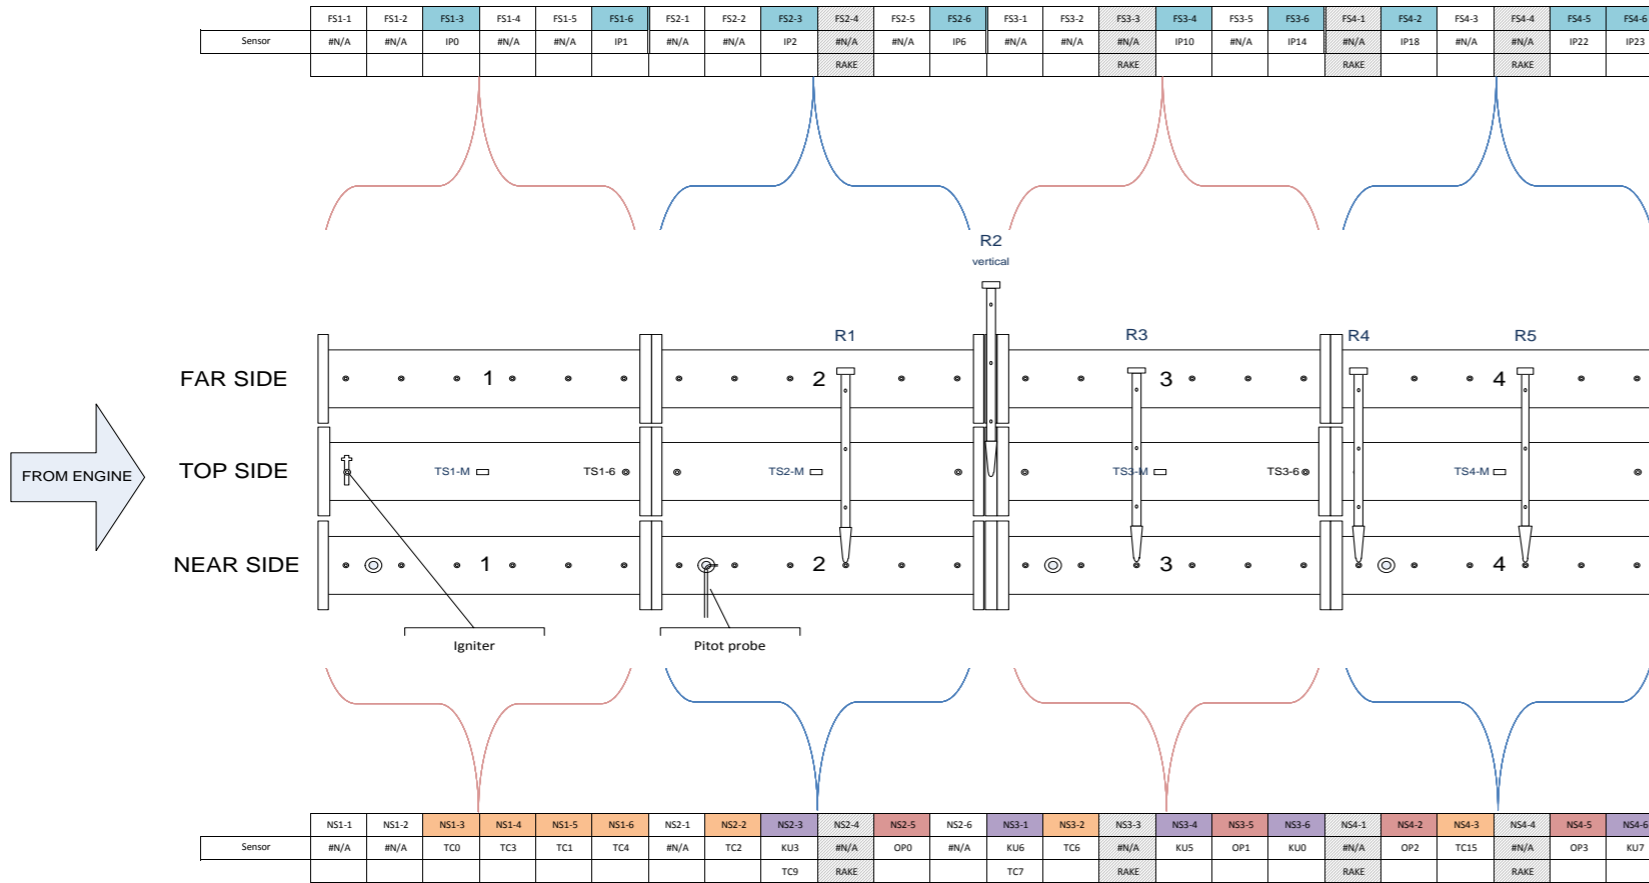 FS1-1 FS1-2 FS1-3 FS1-4 FS1-5 FS1-6 FS2-1 FS2-2 FS2-3 FS2-4 FS2-5 FS2-6 FS3-1 FS3-2 FS3-3 FS3-4 FS3-5 FS3-6 FS4-1 FS4-2 FS4-3 FS4-4 FS4-5 FS4-6
Sensor #N/A #N/A IP0 #N/A #N/A IP1 #N/A #N/A IP2 #N/A #N/A IP6 #N/A #N/A #N/A IP10 #N/A IP14 #N/A IP18 #N/A #N/A IP22 IP23
RAKE RAKE RAKE RAKE
R2
vertical
R1 R3 R4 R5
FAR SIDE 1 2 3 4
FROM ENGINE
TOP SIDE TS1-M TS1-6 TS2-M TS3-M TS3-6 TS4-M
NEAR SIDE 1 2 3 4
Igniter Pitot probe
NS1-1 NS1-2 NS1-3 NS1-4 NS1-5 NS1-6 NS2-1 NS2-2 NS2-3 NS2-4 NS2-5 NS2-6 NS3-1 NS3-2 NS3-3 NS3-4 NS3-5 NS3-6 NS4-1 NS4-2 NS4-3 NS4-4 NS4-5 NS4-6
Sensor #N/A #N/A TC0 TC3 TC1 TC4 #N/A TC2 KU3 #N/A OP0 #N/A KU6 TC6 #N/A KU5 OP1 KU0 #N/A OP2 TC15 #N/A OP3 KU7
TC9 RAKE TC7 RAKE RAKE RAKE